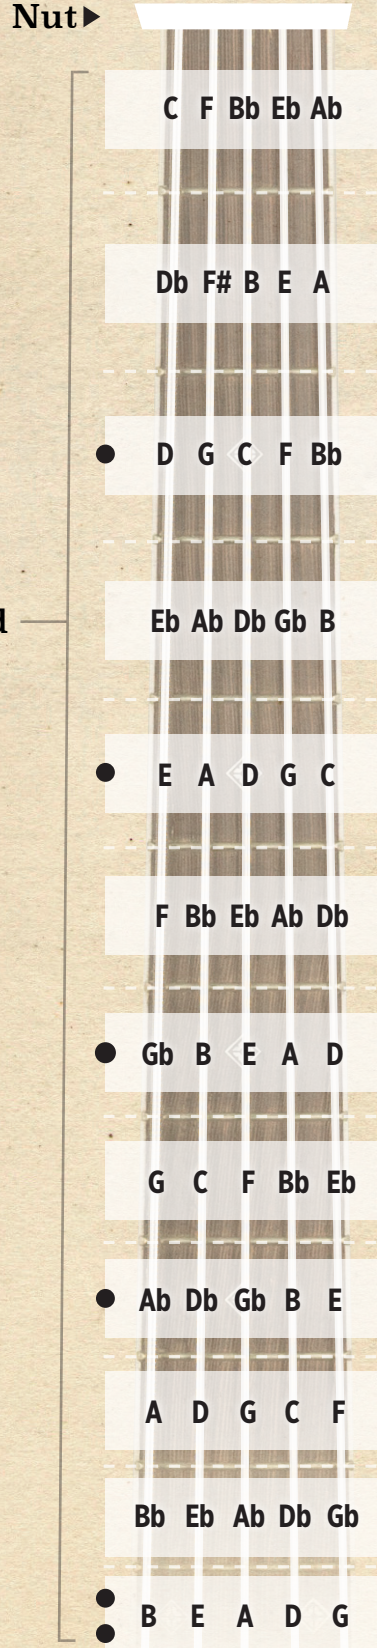 Nut
C F Bb Eb Ab
Db F# B E A
D G C F Bb
Eb Ab Db Gb B
E A D G C
F Bb Eb Ab Db
Gb B E A D
G C F Bb Eb
Ab Db Gb B E
A D G C F
Bb Eb Ab Db Gb
B E A D G